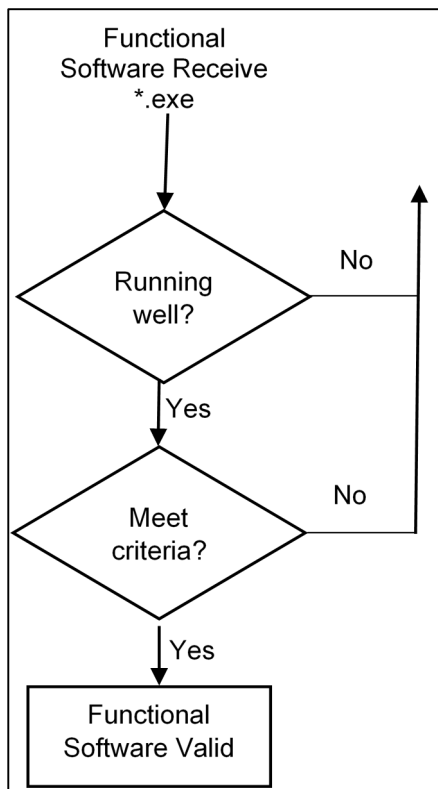 Functional
Software Receive
*.exe
No
Running
well?
Yes
No
Meet
criteria?
Yes
Functional
Software Valid